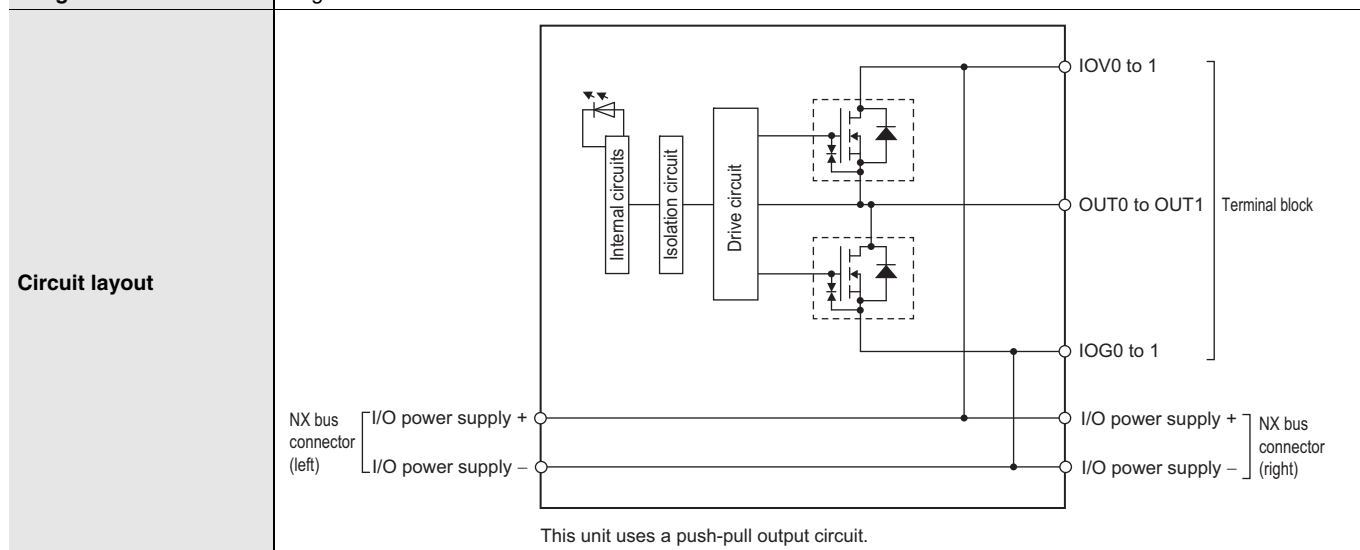 Circuit layout
IOV0 to 1
Internal circuits
Isolation circuit
Drive circuit
OUT0 to OUT1
Terminal block
IOG0 to 1
NX bus
connector
(left)
I/O power supply +
I/O power supply –
I/O power supply +
I/O power supply –
NX bus
connector
(right)
This unit uses a push-pull output circuit.